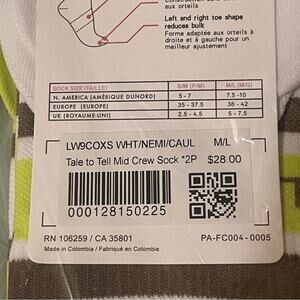 aux orteils
Left and right toe shape
reduces bulk
Forme adaptée aux orteils à
droite et à gauche pour un
meilleur ajustement
SOCK SIZE (TAILLE) S/M (P/M) M/L (M/G)
N. AMERICA (AMÉRIQUE DUNORD) 5 - 7 7.5 - 10
EUROPE (EUROPE) 35 - 37.5 38 - 42
UK (ROYAUME-UNI) 2.5 - 4.5 5 - 7.5
LW9COXS WHT/NEMI/CAUL M/L
Tale to Tell Mid Crew Sock *2P $28.00
000128150225
RN 106259 / CA 35801 PA-FC004-0005
Made in Colombia / Fabriqué en Colombie